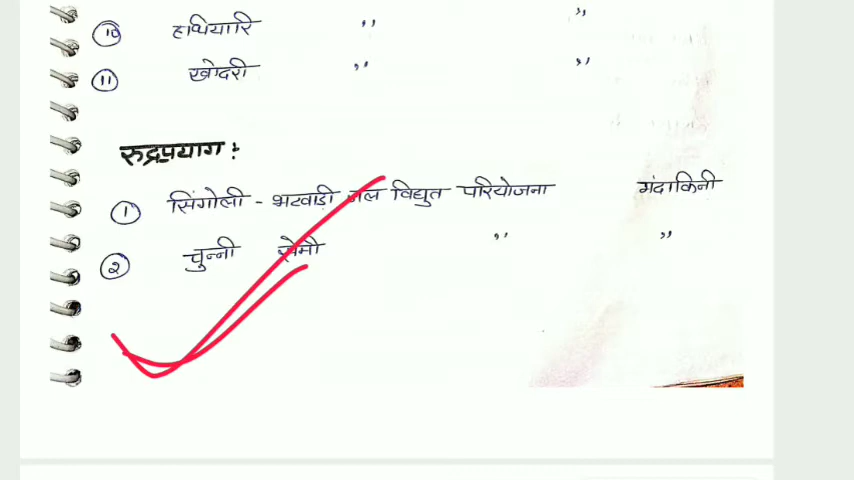 10 हथियारि " "
11 खोदरी " "
रुद्रप्रयाग :
1 सिंगोली - भटवाड़ी जल विद्युत परियोजना मंदाकिनी
2 चुन्नी सेमी " "